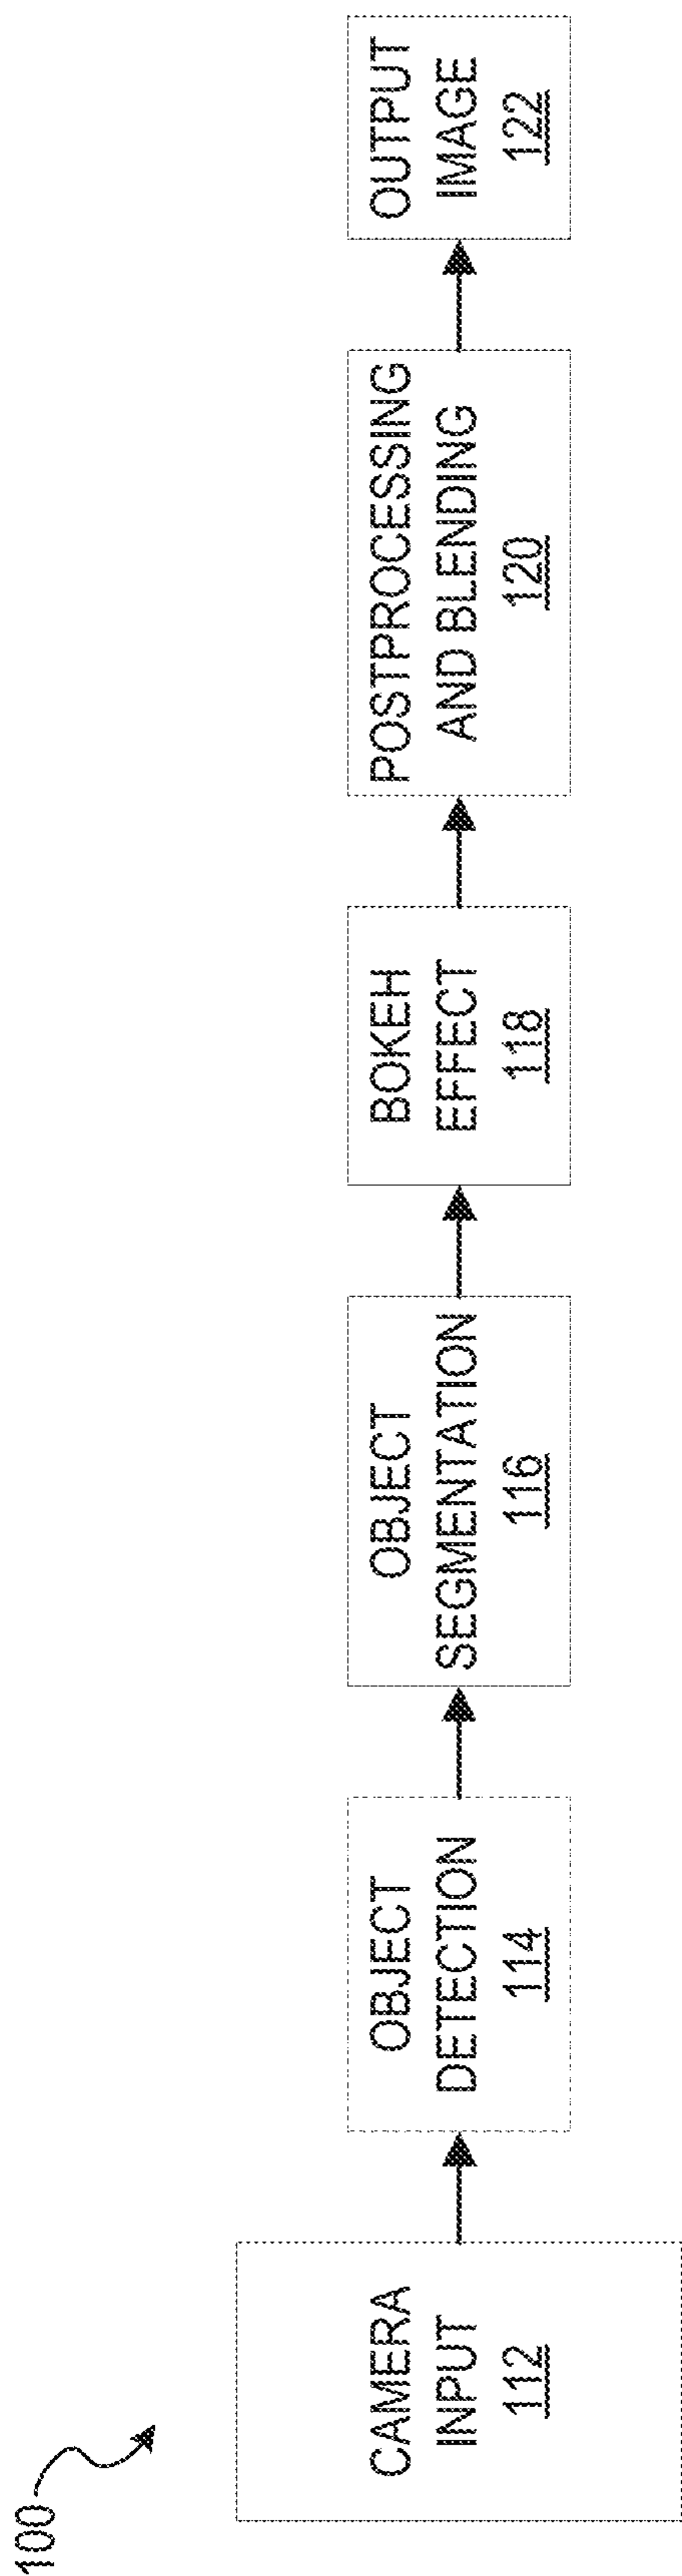 100
CAMERA
INPUT
112
OBJECT
DETECTION
114
OBJECT
SEGMENTATION
116
BOKEH
EFFECT
118
POSTPROCESSING
AND BLENDING
120
OUTPUT
IMAGE
122